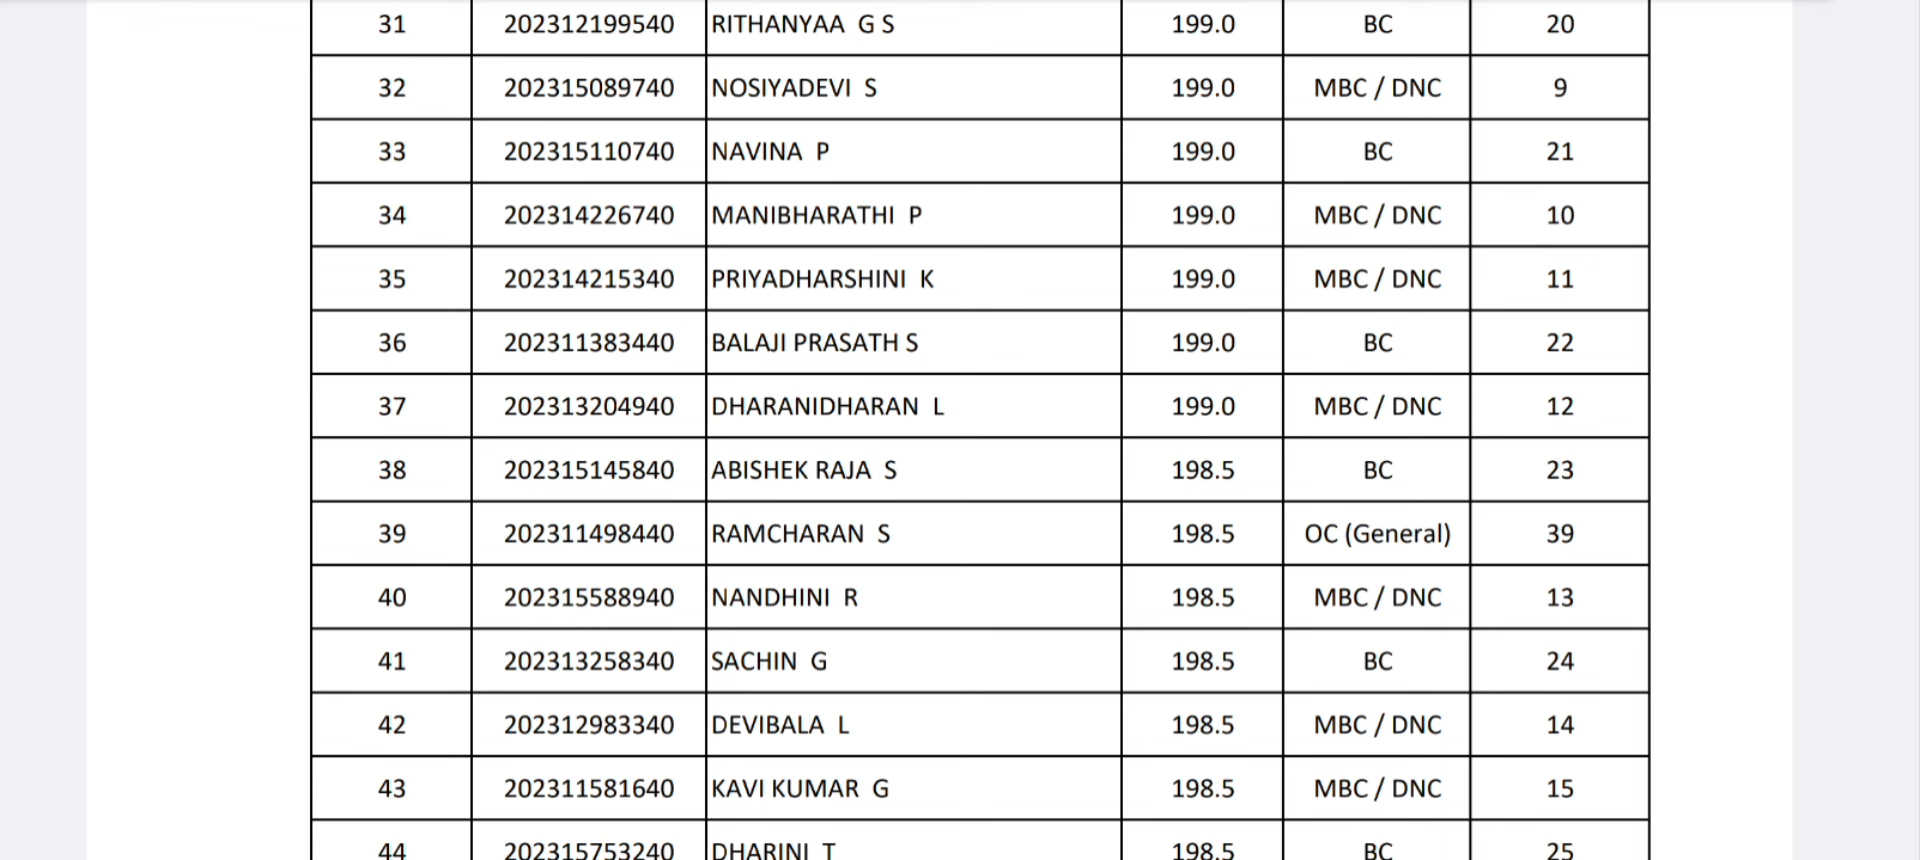 31 202312199540 RITHANYAA G S 199.0 BC 20
32 202315089740 NOSIYADEVI S 199.0 MBC / DNC 9
33 202315110740 NAVINA P 199.0 BC 21
34 202314226740 MANIBHARATHI P 199.0 MBC / DNC 10
35 202314215340 PRIYADHARSHINI K 199.0 MBC / DNC 11
36 202311383440 BALAJI PRASATH S 199.0 BC 22
37 202313204940 DHARANIDHARAN L 199.0 MBC / DNC 12
38 202315145840 ABISHEK RAJA S 198.5 BC 23
39 202311498440 RAMCHARAN S 198.5 OC (General) 39
40 202315588940 NANDHINI R 198.5 MBC / DNC 13
41 202313258340 SACHIN G 198.5 BC 24
42 202312983340 DEVIBALA L 198.5 MBC / DNC 14
43 202311581640 KAVI KUMAR G 198.5 MBC / DNC 15
44 202315753240 DHARINI T 198.5 BC 25